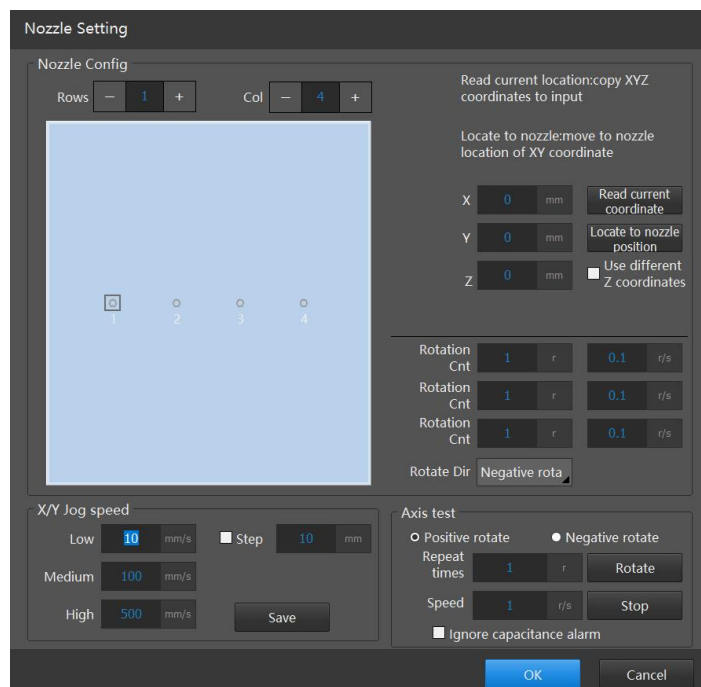 Nozzle Setting
Nozzle Config
Rows − 1 + Col − 4 +
Read current location:copy XYZ
coordinates to input
Locate to nozzle:move to nozzle
location of XY coordinate
X 0 mm Read current
coordinate
Y 0 mm Locate to nozzle
position
Z 0 mm Use different
Z coordinates
1 2 3 4
Rotation
Cnt 1 r 0.1 r/s
Rotation
Cnt 1 r 0.1 r/s
Rotation
Cnt 1 r 0.1 r/s
Rotate Dir Negative rota
X/Y Jog speed
Low 10 mm/s Step 10 mm
Medium 100 mm/s
High 500 mm/s Save
Axis test
Positive rotate Negative rotate
Repeat
times 1 r Rotate
Speed 1 r/s Stop
Ignore capacitance alarm
OK Cancel